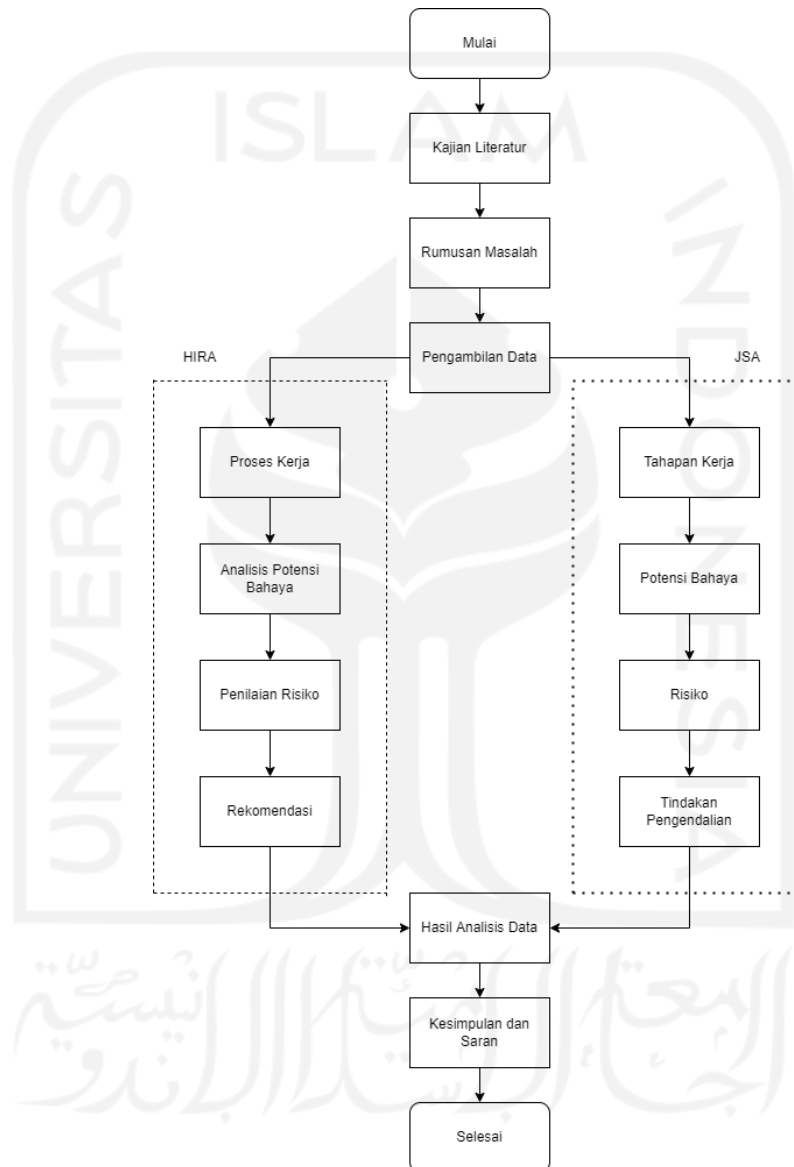 Mulai
ISLAM
Kajian Literatur
UNIVERSITAS
INDONESIA
Rumusan Masalah
Pengambilan Data
HIRA
JSA
Proses Kerja
Analisis Potensi
Bahaya
Penilaian Risiko
Rekomendasi
Tahapan Kerja
Potensi Bahaya
Risiko
Tindakan
Pengendalian
Hasil Analisis Data
Kesimpulan dan
Saran
Selesai